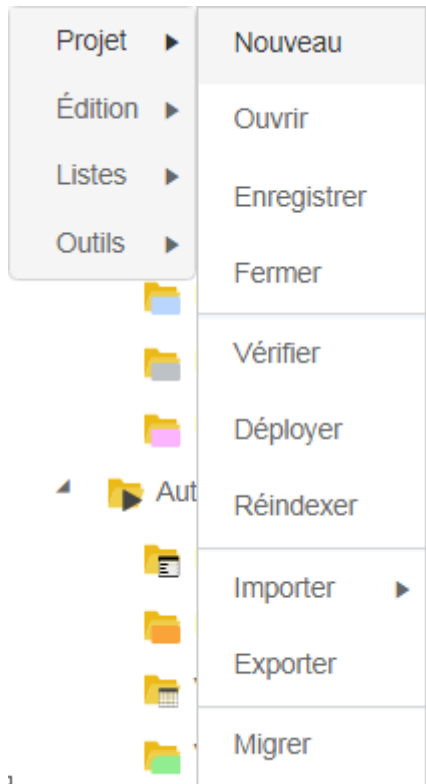 Projet
Édition
Listes
Outils
Nouveau
Ouvrir
Enregistrer
Fermer
Vérifier
Déployer
Réindexer
Importer
Exporter
Migrer
Aut